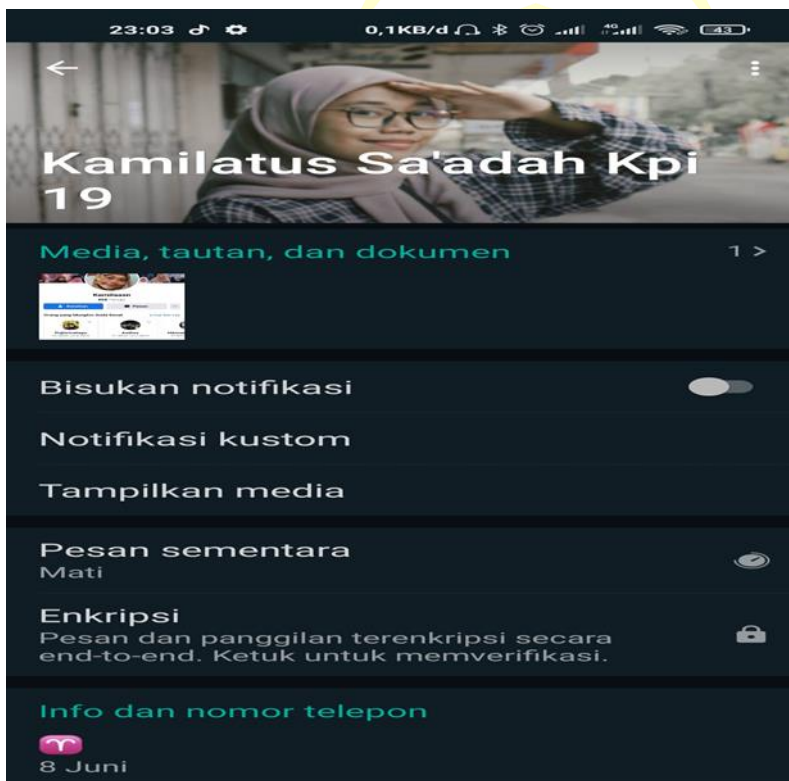 23:03 0,1KB/d 4G 43
Kamilatus Sa'adah Kpi
19
Media, tautan, dan dokumen 1 >
Bisukan notifikasi
Notifikasi kustom
Tampilkan media
Pesan sementara
Mati
Enkripsi
Pesan dan panggilan terenkripsi secara
end-to-end. Ketuk untuk memverifikasi.
Info dan nomor telepon
♈
8 Juni